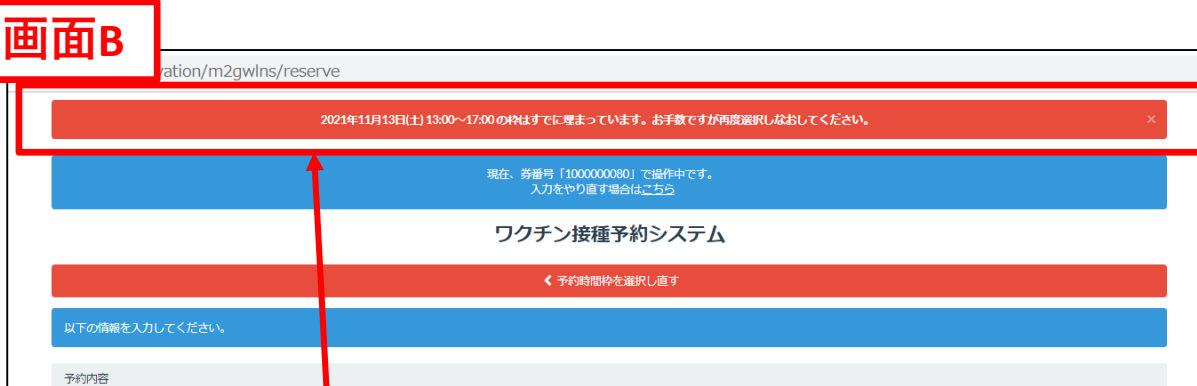 画面B
vation/m2gwlns/reserve
2021年11月13日(土) 13:00～17:00 の枠はすでに埋まっています。お手数ですが再度選択しなおしてください。
×
現在、券番号「1000000080」で操作中です。
入力をやり直す場合はこちら
ワクチン接種予約システム
予約時間枠を選択し直す
以下の情報を入力してください。
予約内容